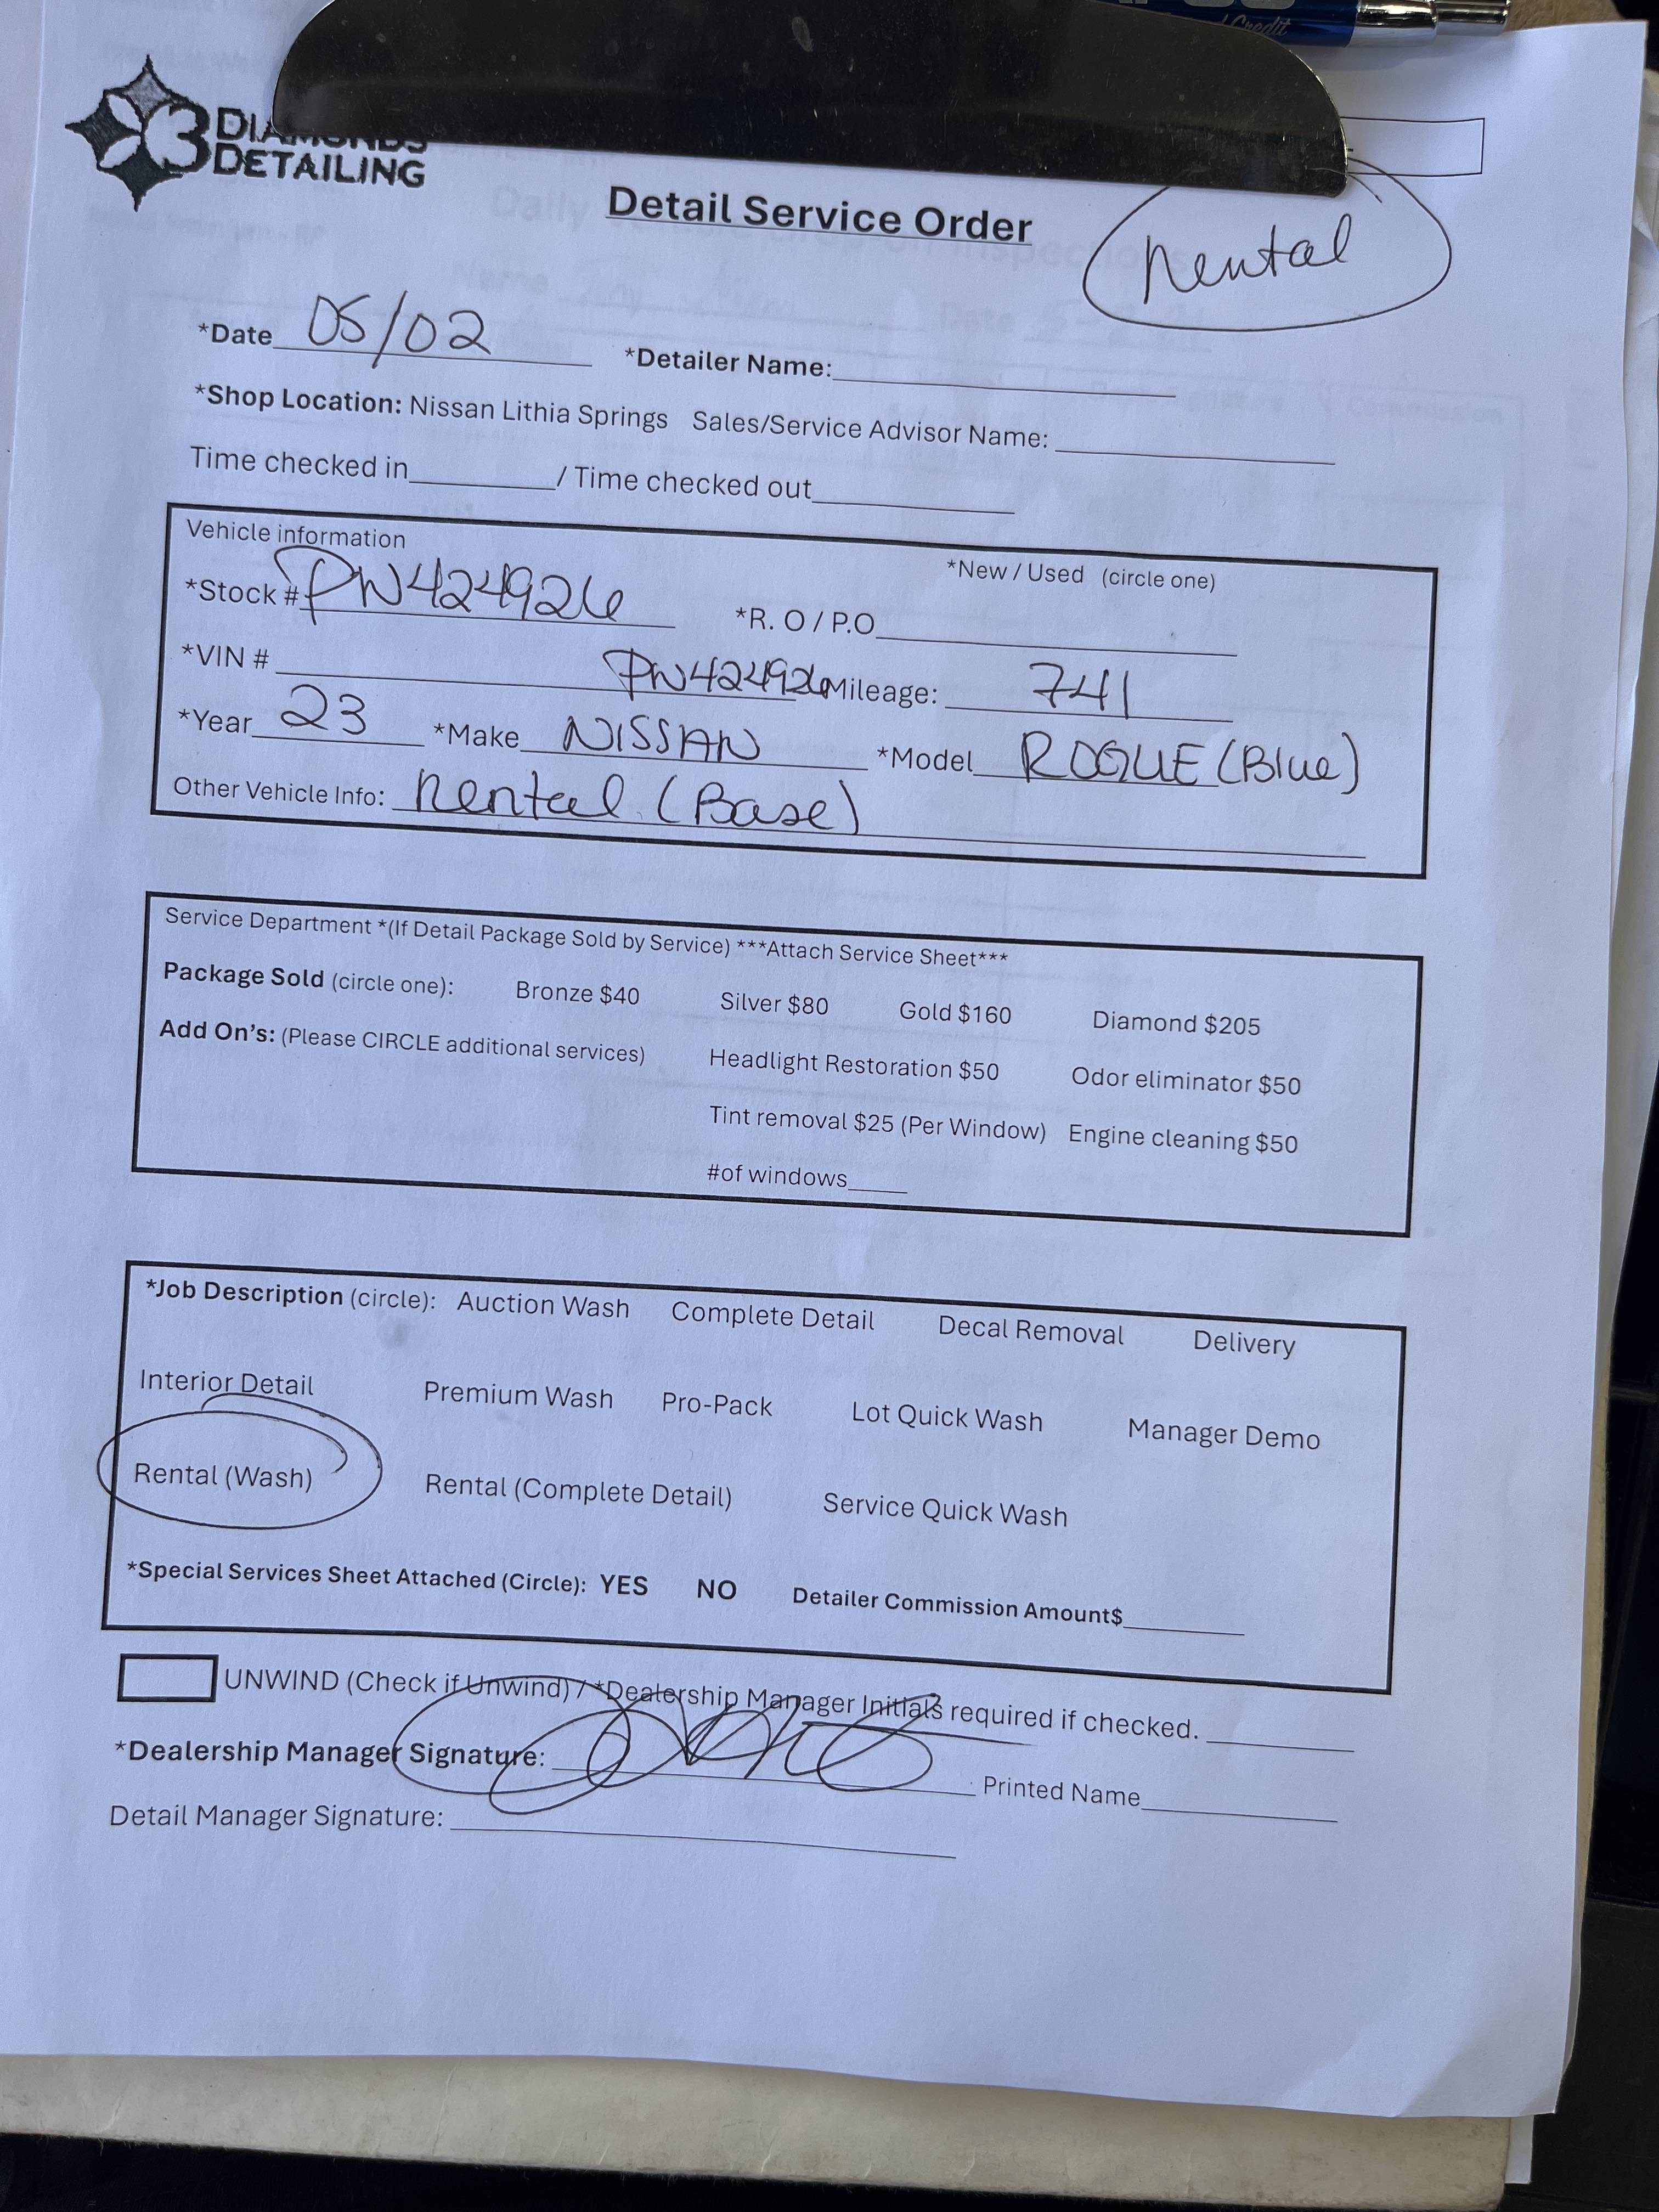 Credit
3 DIAMONDS
DETAILING
Detail Service Order
Rental
*Date 05/02 *Detailer Name:
*Shop Location: Nissan Lithia Springs Sales/Service Advisor Name:
Time checked in / Time checked out
Vehicle information
*New / Used (circle one)
*Stock # PN424926 *R. O / P.O
*VIN # PN424926 Mileage: 741
*Year 23 *Make NISSAN *Model ROGUE (Blue)
Other Vehicle Info: Rental (Base)
Service Department *(If Detail Package Sold by Service) ***Attach Service Sheet***
Package Sold (circle one): Bronze $40 Silver $80 Gold $160 Diamond $205
Add On's: (Please CIRCLE additional services) Headlight Restoration $50 Odor eliminator $50
Tint removal $25 (Per Window) Engine cleaning $50
#of windows
*Job Description (circle): Auction Wash Complete Detail Decal Removal Delivery
Interior Detail Premium Wash Pro-Pack Lot Quick Wash Manager Demo
Rental (Wash) Rental (Complete Detail) Service Quick Wash
*Special Services Sheet Attached (Circle): YES NO Detailer Commission Amount$
UNWIND (Check if Unwind) / *Dealership Manager Initials required if checked.
*Dealership Manager Signature: Printed Name
Detail Manager Signature: